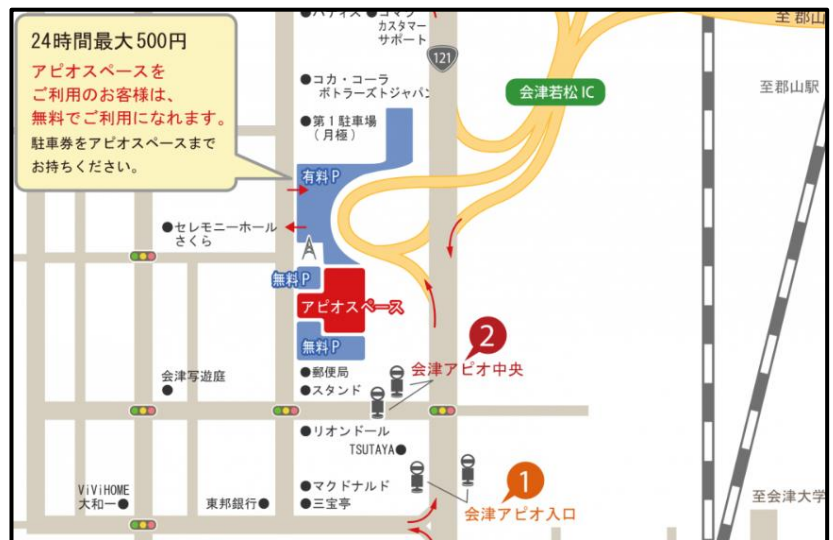 カスタマー
サポート
至 郡山
121
24時間最大500円
アピオスペースを
ご利用のお客様は、
無料でご利用になれます。
駐車券をアピオスペースまで
お持ちください。
●コカ・コーラ
ボトラーズトジャパン
会津若松 IC
至郡山駅
●第１駐車場
（月極）
有料 P
●セレモニーホール
さくら
無料 P
アピオスペース
無料 P
2
会津アピオ中央
●郵便局
●スタンド
会津写遊庭
●リオンドール
TSUTAYA●
1
会津アピオ入口
●マクドナルド
●三宝亭
ViViHOME
大和一●
東邦銀行●
至会津大学